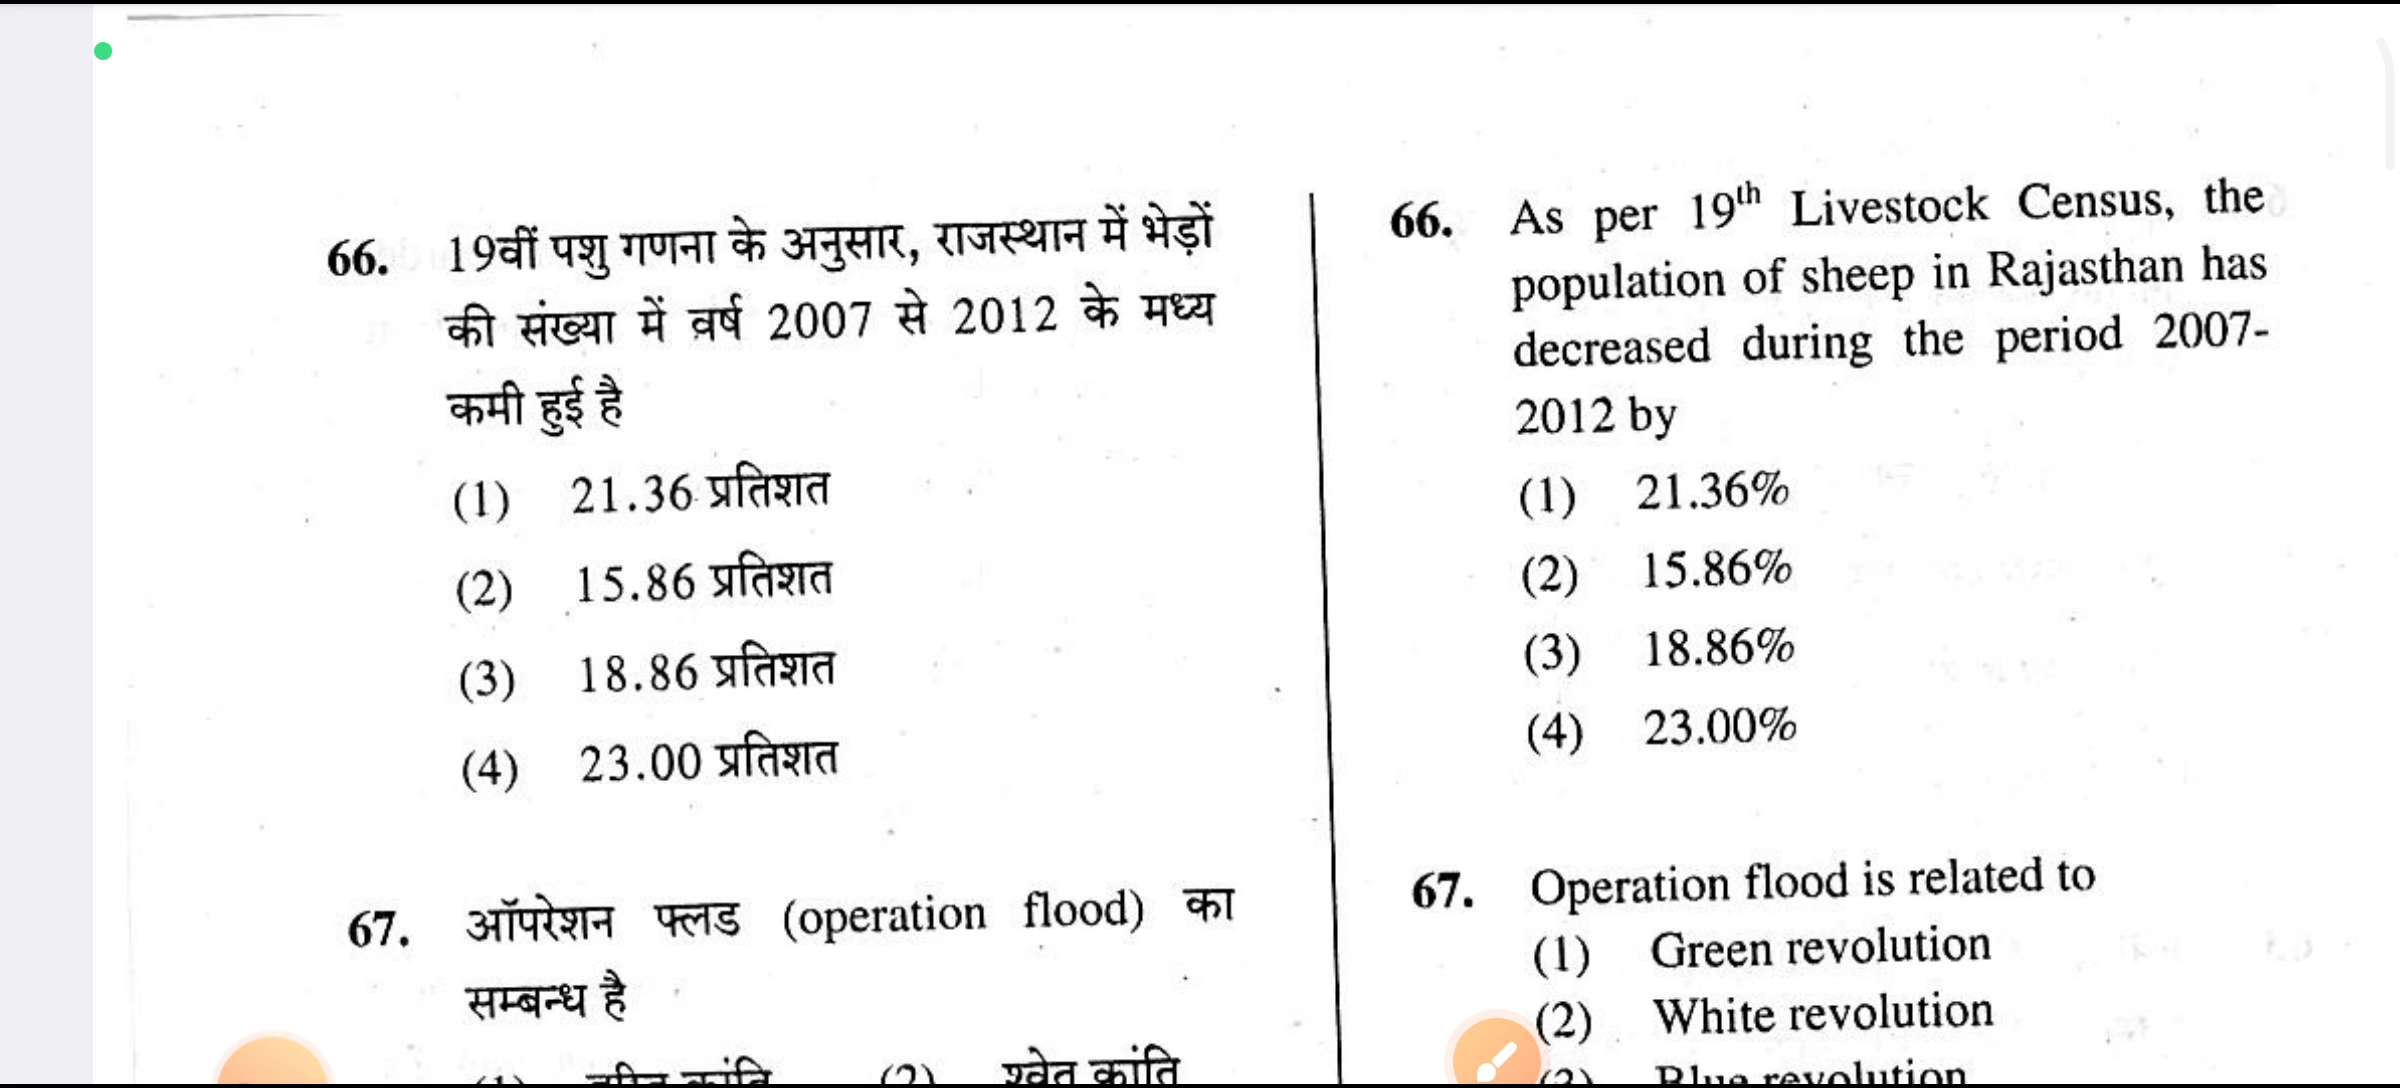 66. 19वीं पशु गणना के अनुसार, राजस्थान में भेड़ों
की संख्या में वर्ष 2007 से 2012 के मध्य
कमी हुई है
(1) 21.36 प्रतिशत
(2) 15.86 प्रतिशत
(3) 18.86 प्रतिशत
(4) 23.00 प्रतिशत
67. ऑपरेशन फ्लड (operation flood) का
सम्बन्ध है
(1) हरित क्रांति (2) श्वेत क्रांति
66. As per 19th Livestock Census, the
population of sheep in Rajasthan has
decreased during the period 2007-
2012 by
(1) 21.36%
(2) 15.86%
(3) 18.86%
(4) 23.00%
67. Operation flood is related to
(1) Green revolution
(2) White revolution
(3) Blue revolution